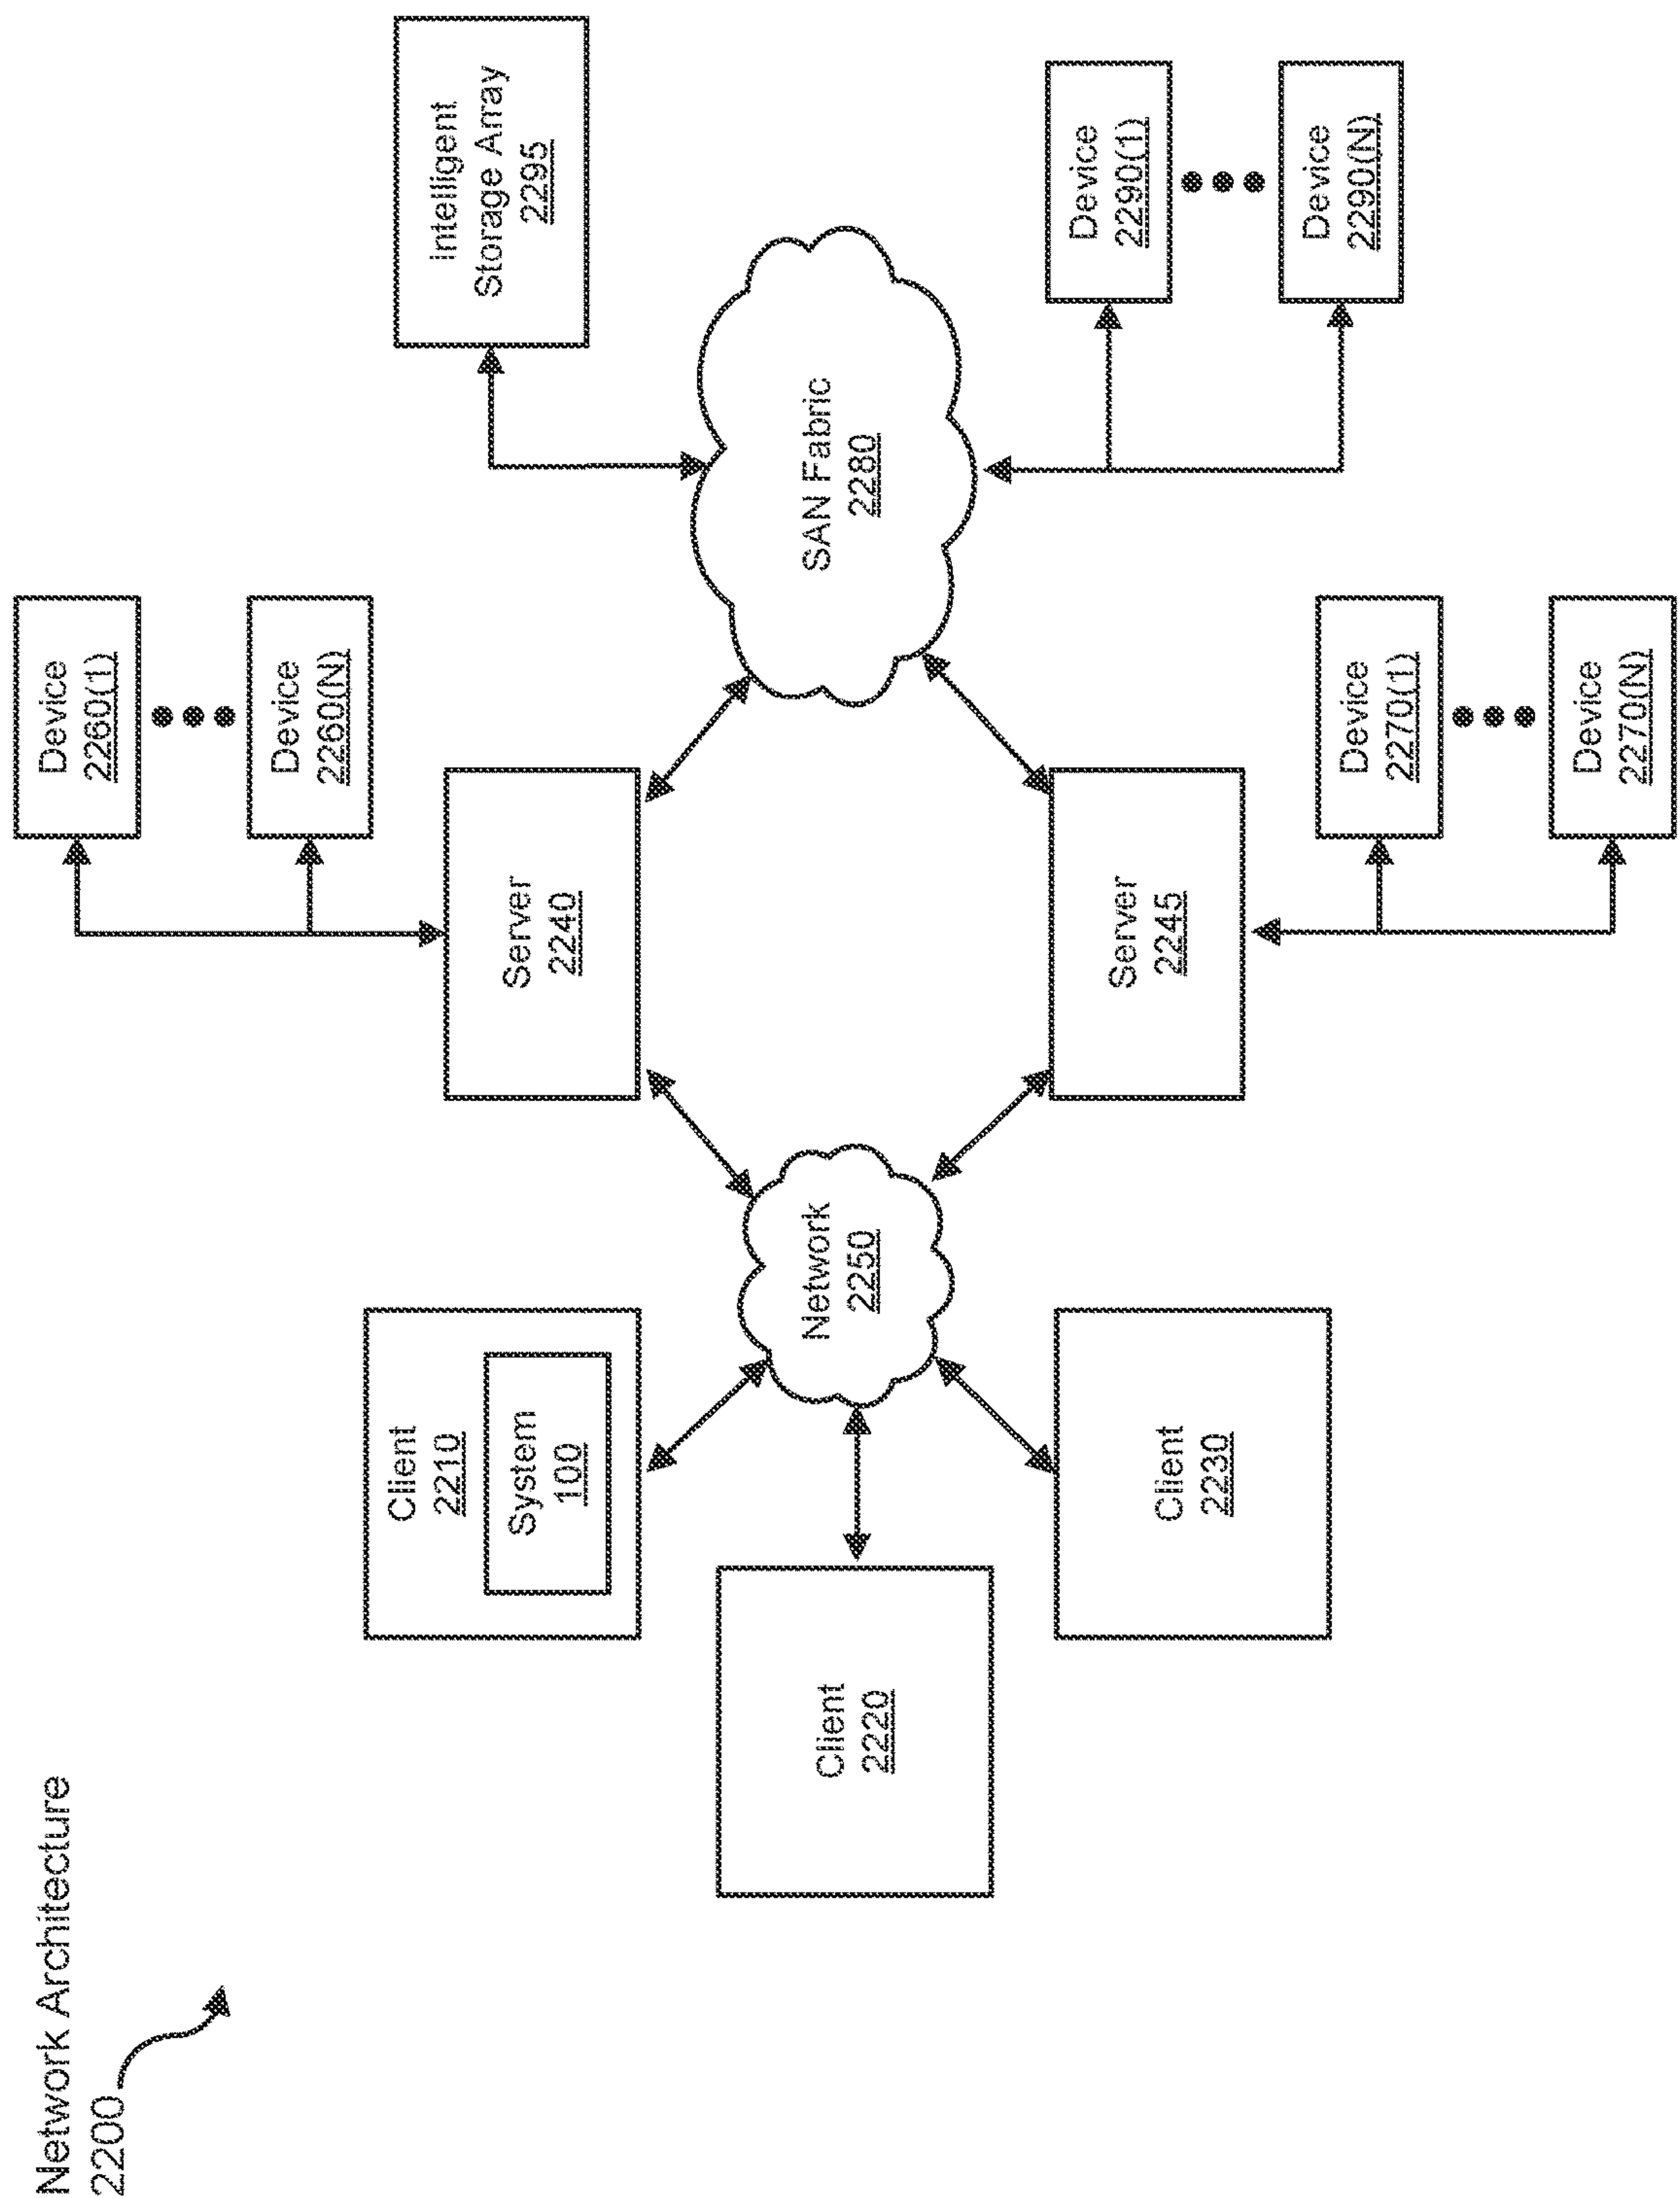 Network Architecture
2200
Client
2210
System
100
Client
2220
Client
2230
Network
2250
Server
2240
Server
2245
Device
2260(1)
Device
2260(N)
Device
2270(1)
Device
2270(N)
SAN Fabric
2280
Intelligent
Storage Array
2295
Device
2290(1)
Device
2290(N)